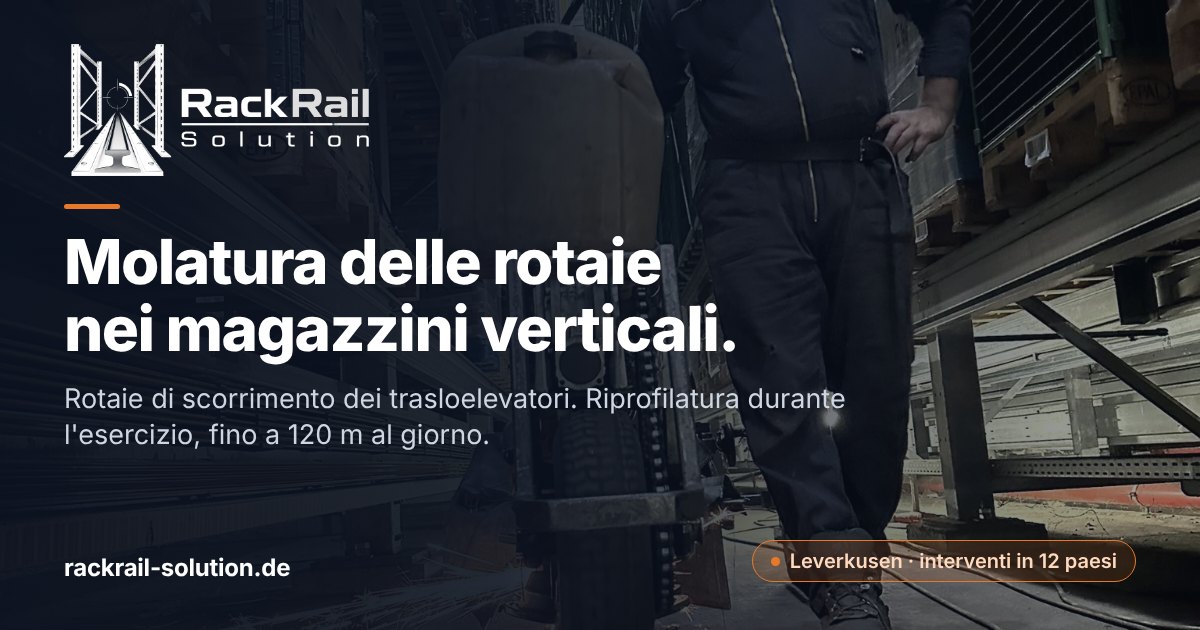 RackRail
Solution
Molatura delle rotaie
nei magazzini verticali.
Rotaie di scorrimento dei trasloelevatori. Riprofilatura durante
l'esercizio, fino a 120 m al giorno.
rackrail-solution.de
Leverkusen · interventi in 12 paesi